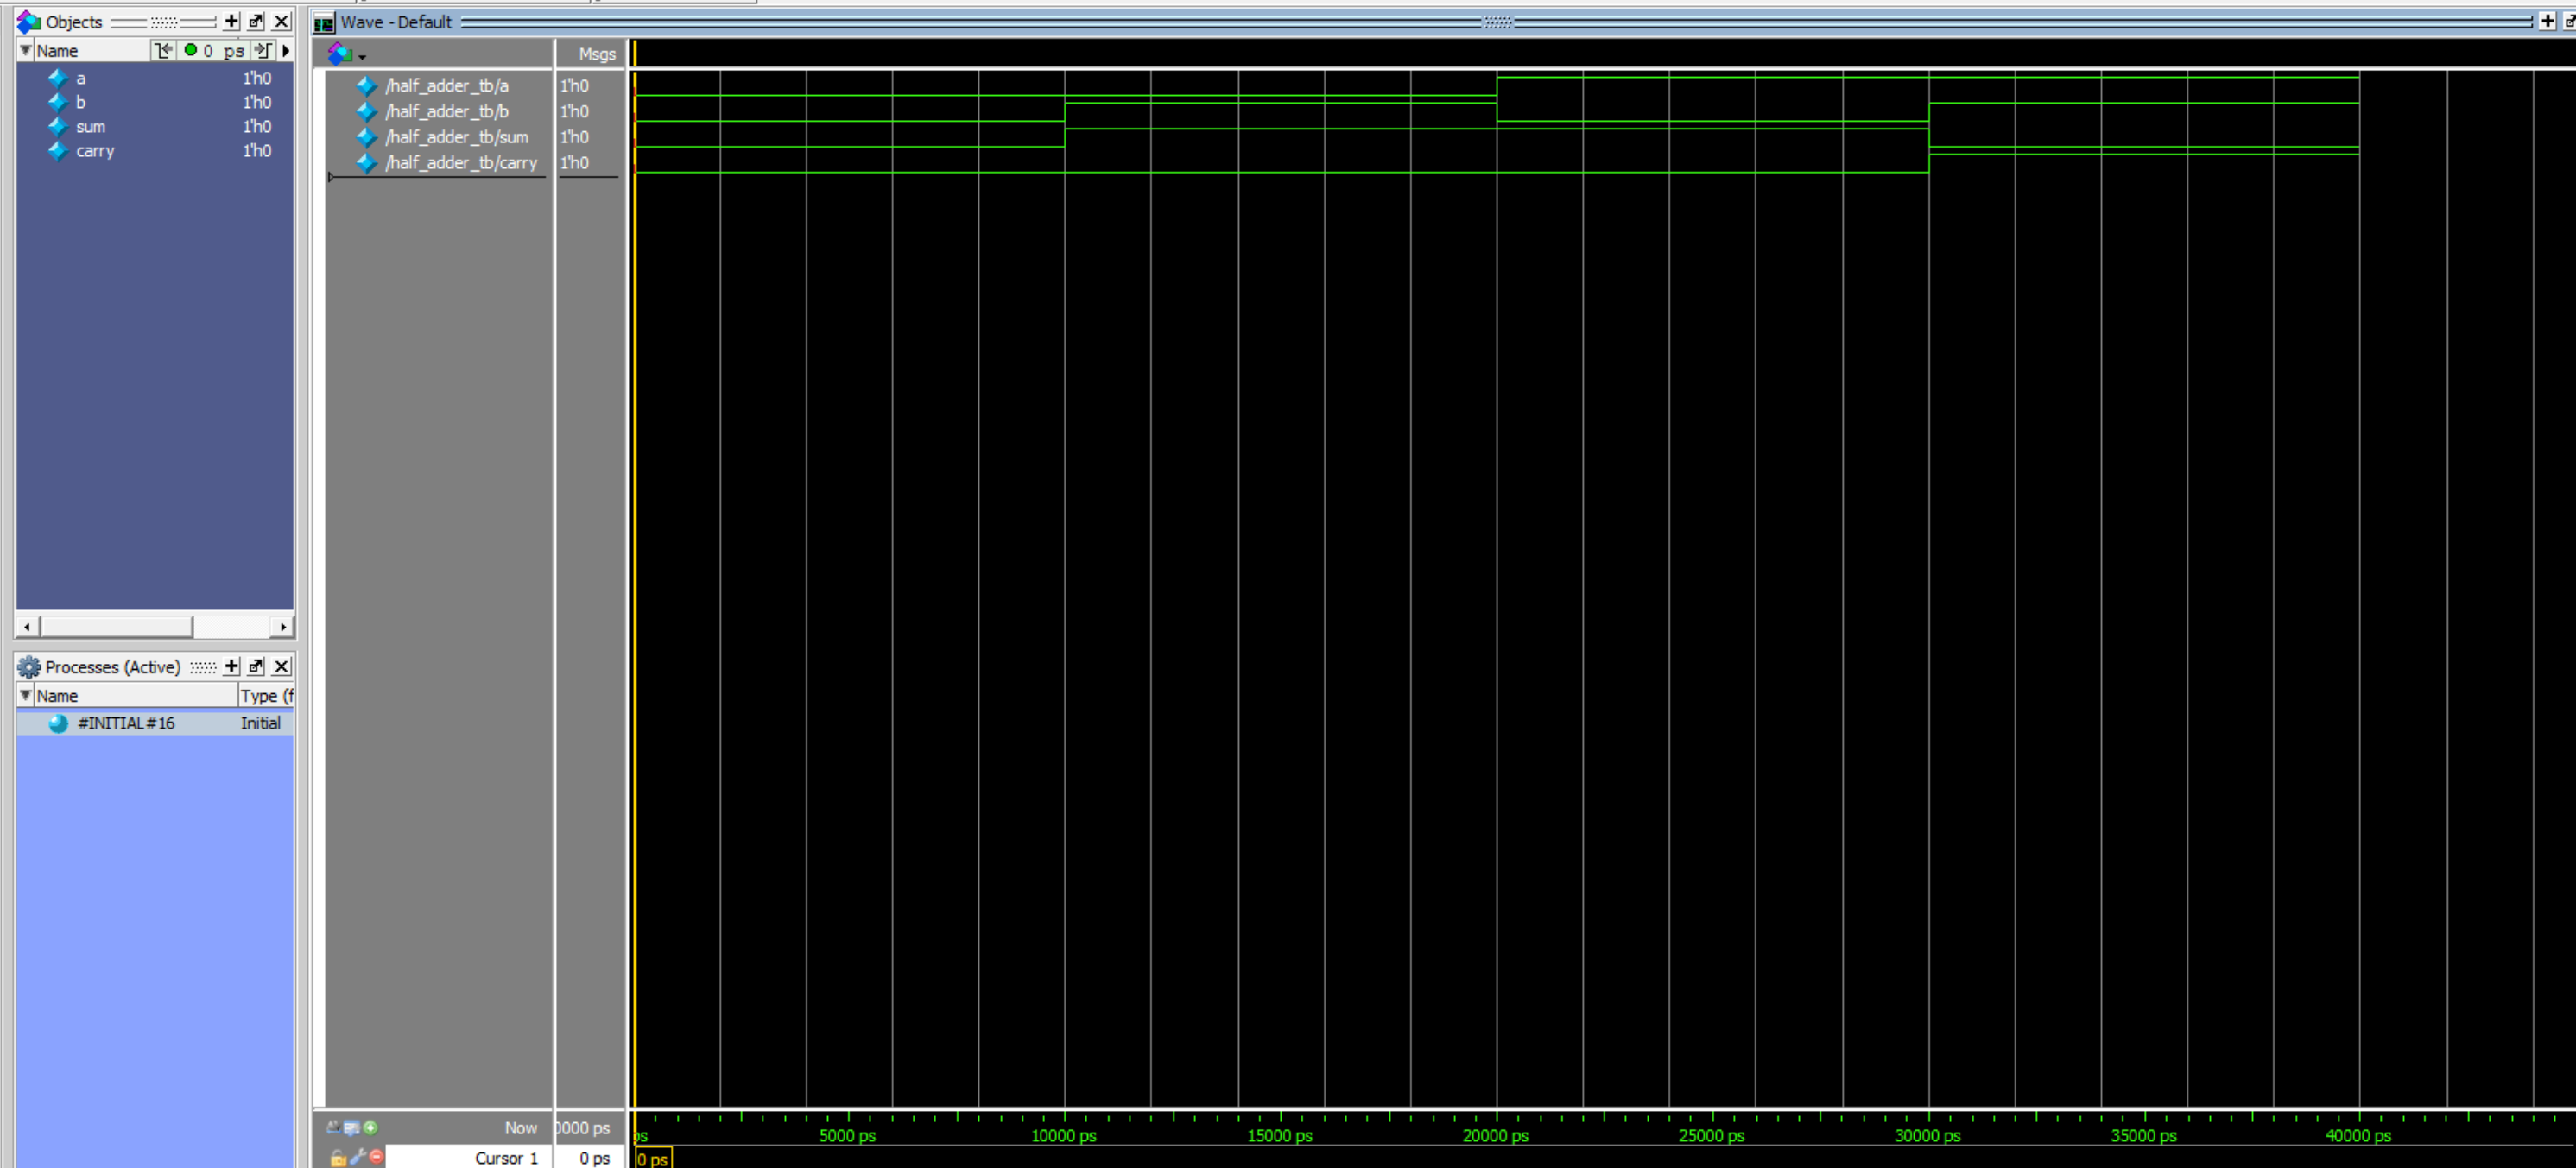 Objects
Name 0 ps
a 1'h0
b 1'h0
sum 1'h0
carry 1'h0
Processes (Active)
Name Type (f
#INITIAL#16 Initial
Wave - Default
Msgs
/half_adder_tb/a 1'h0
/half_adder_tb/b 1'h0
/half_adder_tb/sum 1'h0
/half_adder_tb/carry 1'h0
Now 0000 ps
ps 5000 ps 10000 ps 15000 ps 20000 ps 25000 ps 30000 ps 35000 ps 40000 ps
Cursor 1 0 ps
0 ps